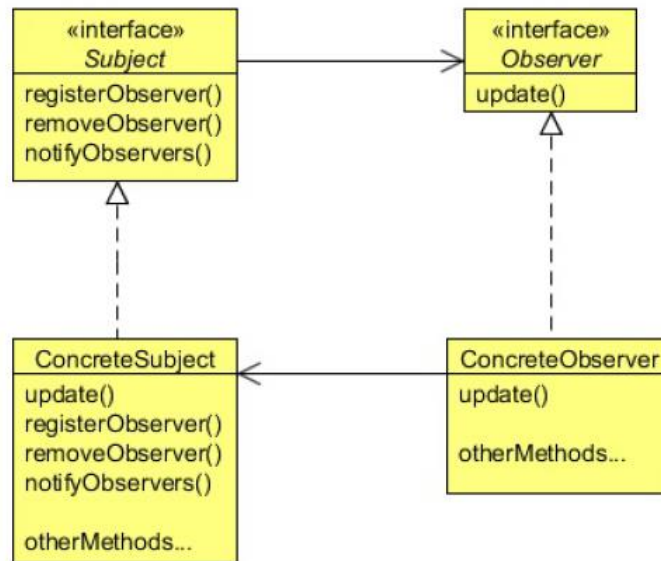 «interface»
Subject
registerObserver()
removeObserver()
notifyObservers()
«interface»
Observer
update()
ConcreteSubject
update()
registerObserver()
removeObserver()
notifyObservers()
otherMethods...
ConcreteObserver
update()
otherMethods...